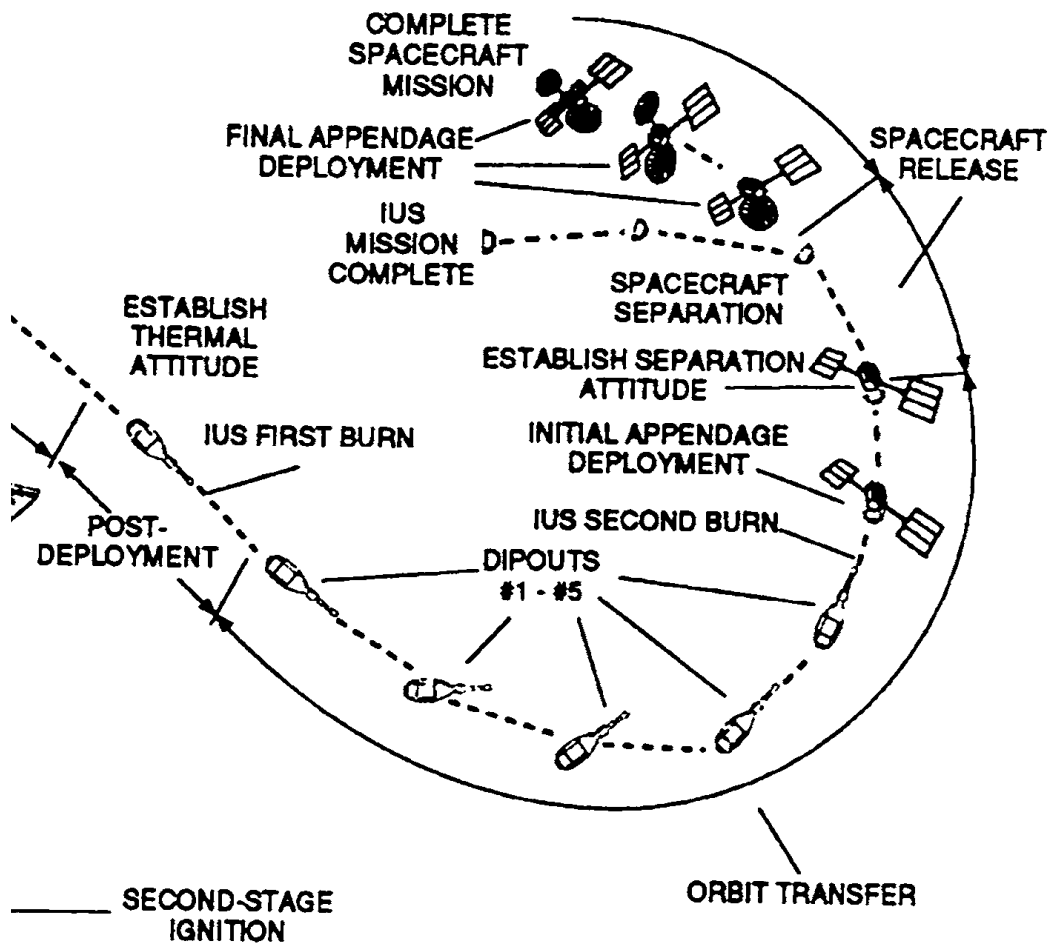 COMPLETE
SPACECRAFT
MISSION
FINAL APPENDAGE
DEPLOYMENT
SPACECRAFT
RELEASE
IUS
MISSION
COMPLETE
SPACECRAFT
SEPARATION
ESTABLISH
THERMAL
ATTITUDE
ESTABLISH SEPARATION
ATTITUDE
IUS FIRST BURN
INITIAL APPENDAGE
DEPLOYMENT
IUS SECOND BURN
POST-
DEPLOYMENT
DIPOUTS
#1 - #5
ORBIT TRANSFER
SECOND-STAGE
IGNITION